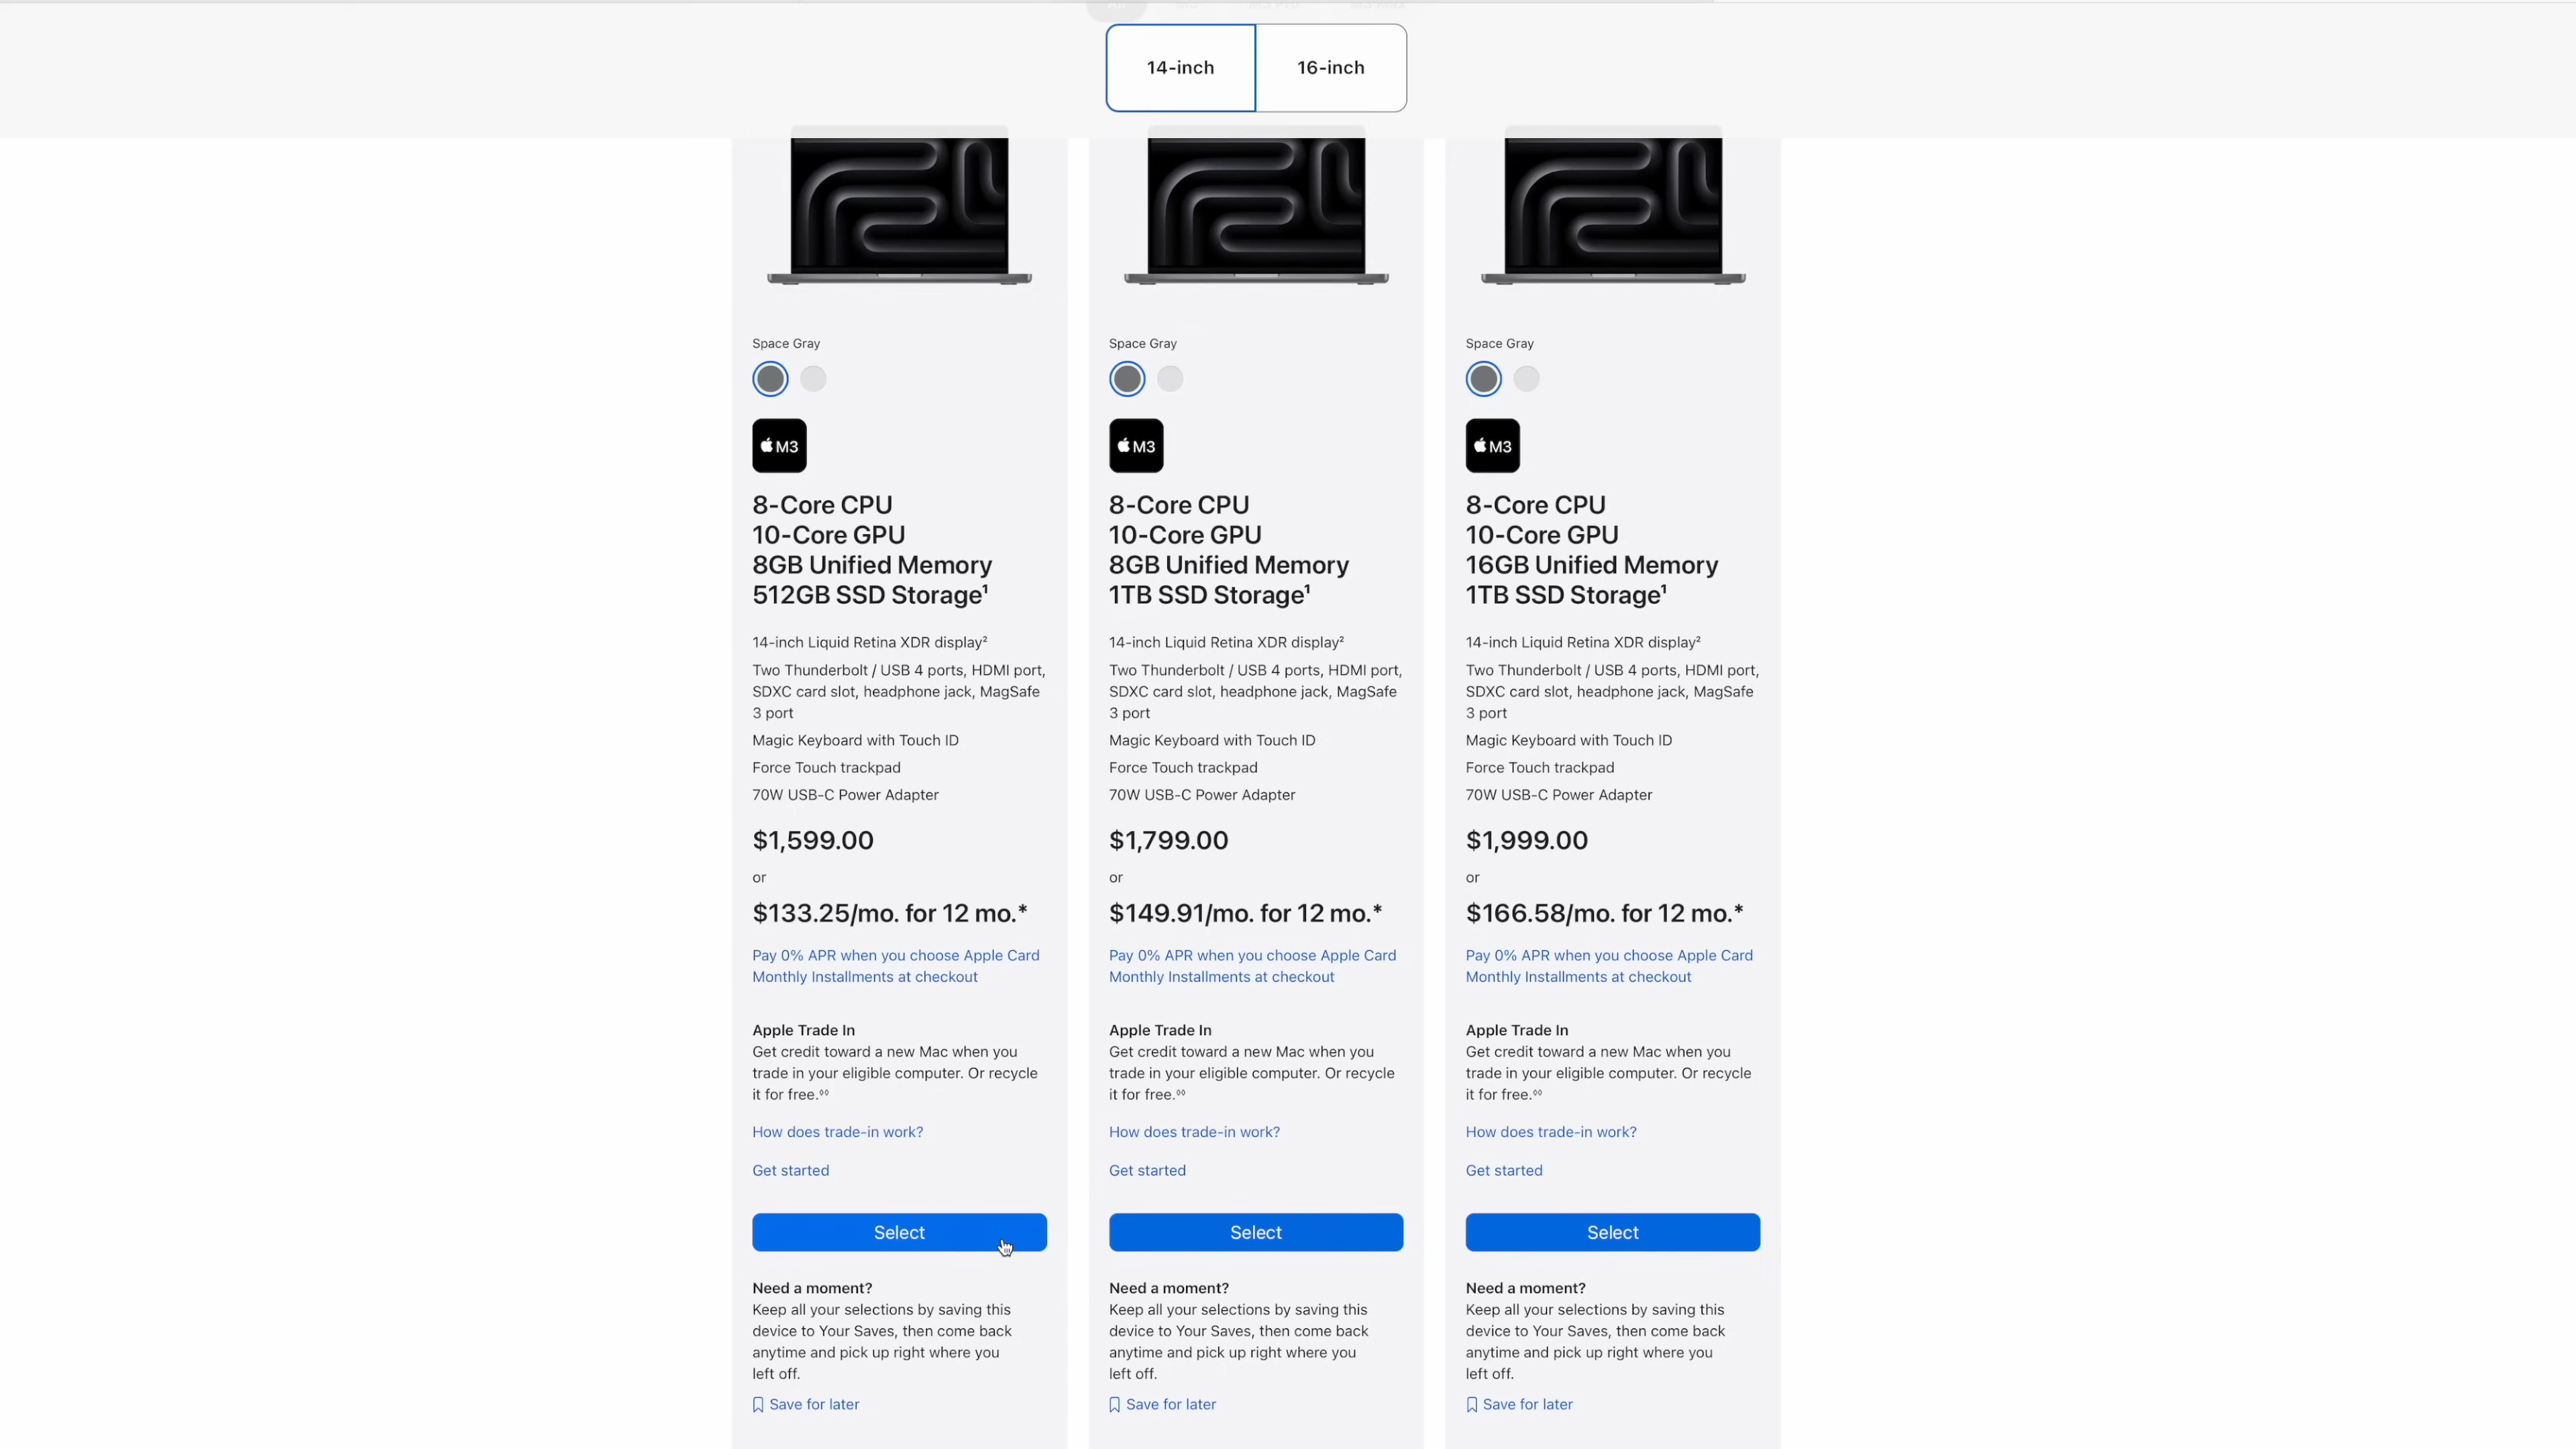 14-inch
16-inch
Space Gray
M3
8-Core CPU
10-Core GPU
8GB Unified Memory
512GB SSD Storage¹
14-inch Liquid Retina XDR display²
Two Thunderbolt / USB 4 ports, HDMI port,
SDXC card slot, headphone jack, MagSafe
3 port
Magic Keyboard with Touch ID
Force Touch trackpad
70W USB-C Power Adapter
$1,599.00
or
$133.25/mo. for 12 mo.*
Pay 0% APR when you choose Apple Card
Monthly Installments at checkout
Apple Trade In
Get credit toward a new Mac when you
trade in your eligible computer. Or recycle
it for free.◊◊
How does trade-in work?
Get started
Select
Need a moment?
Keep all your selections by saving this
device to Your Saves, then come back
anytime and pick up right where you
left off.
Save for later
Space Gray
M3
8-Core CPU
10-Core GPU
8GB Unified Memory
1TB SSD Storage¹
14-inch Liquid Retina XDR display²
Two Thunderbolt / USB 4 ports, HDMI port,
SDXC card slot, headphone jack, MagSafe
3 port
Magic Keyboard with Touch ID
Force Touch trackpad
70W USB-C Power Adapter
$1,799.00
or
$149.91/mo. for 12 mo.*
Pay 0% APR when you choose Apple Card
Monthly Installments at checkout
Apple Trade In
Get credit toward a new Mac when you
trade in your eligible computer. Or recycle
it for free.◊◊
How does trade-in work?
Get started
Select
Need a moment?
Keep all your selections by saving this
device to Your Saves, then come back
anytime and pick up right where you
left off.
Save for later
Space Gray
M3
8-Core CPU
10-Core GPU
16GB Unified Memory
1TB SSD Storage¹
14-inch Liquid Retina XDR display²
Two Thunderbolt / USB 4 ports, HDMI port,
SDXC card slot, headphone jack, MagSafe
3 port
Magic Keyboard with Touch ID
Force Touch trackpad
70W USB-C Power Adapter
$1,999.00
or
$166.58/mo. for 12 mo.*
Pay 0% APR when you choose Apple Card
Monthly Installments at checkout
Apple Trade In
Get credit toward a new Mac when you
trade in your eligible computer. Or recycle
it for free.◊◊
How does trade-in work?
Get started
Select
Need a moment?
Keep all your selections by saving this
device to Your Saves, then come back
anytime and pick up right where you
left off.
Save for later